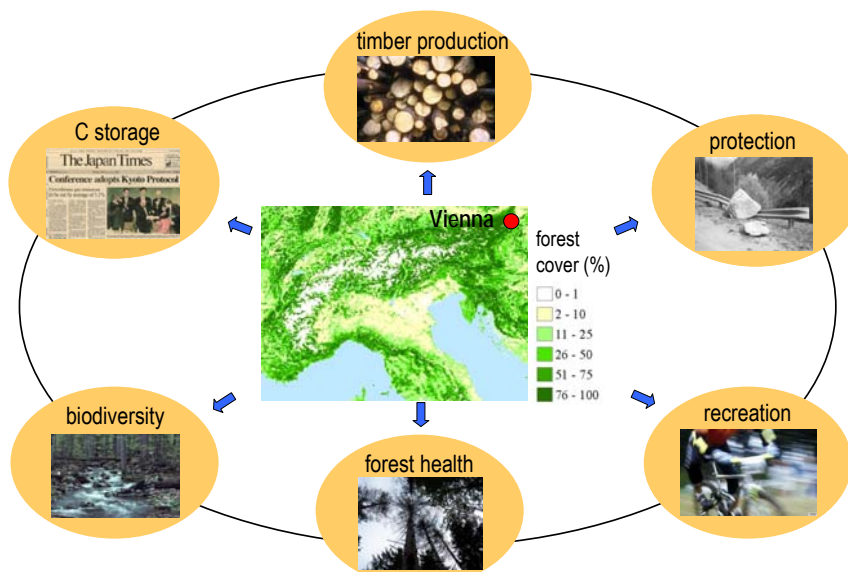 timber production
C storage
The Japan Times
Conference adopts Kyoto Protocol
protection
Vienna
forest
cover (%)
0 - 1
2 - 10
11 - 25
26 - 50
51 - 75
76 - 100
biodiversity
forest health
recreation